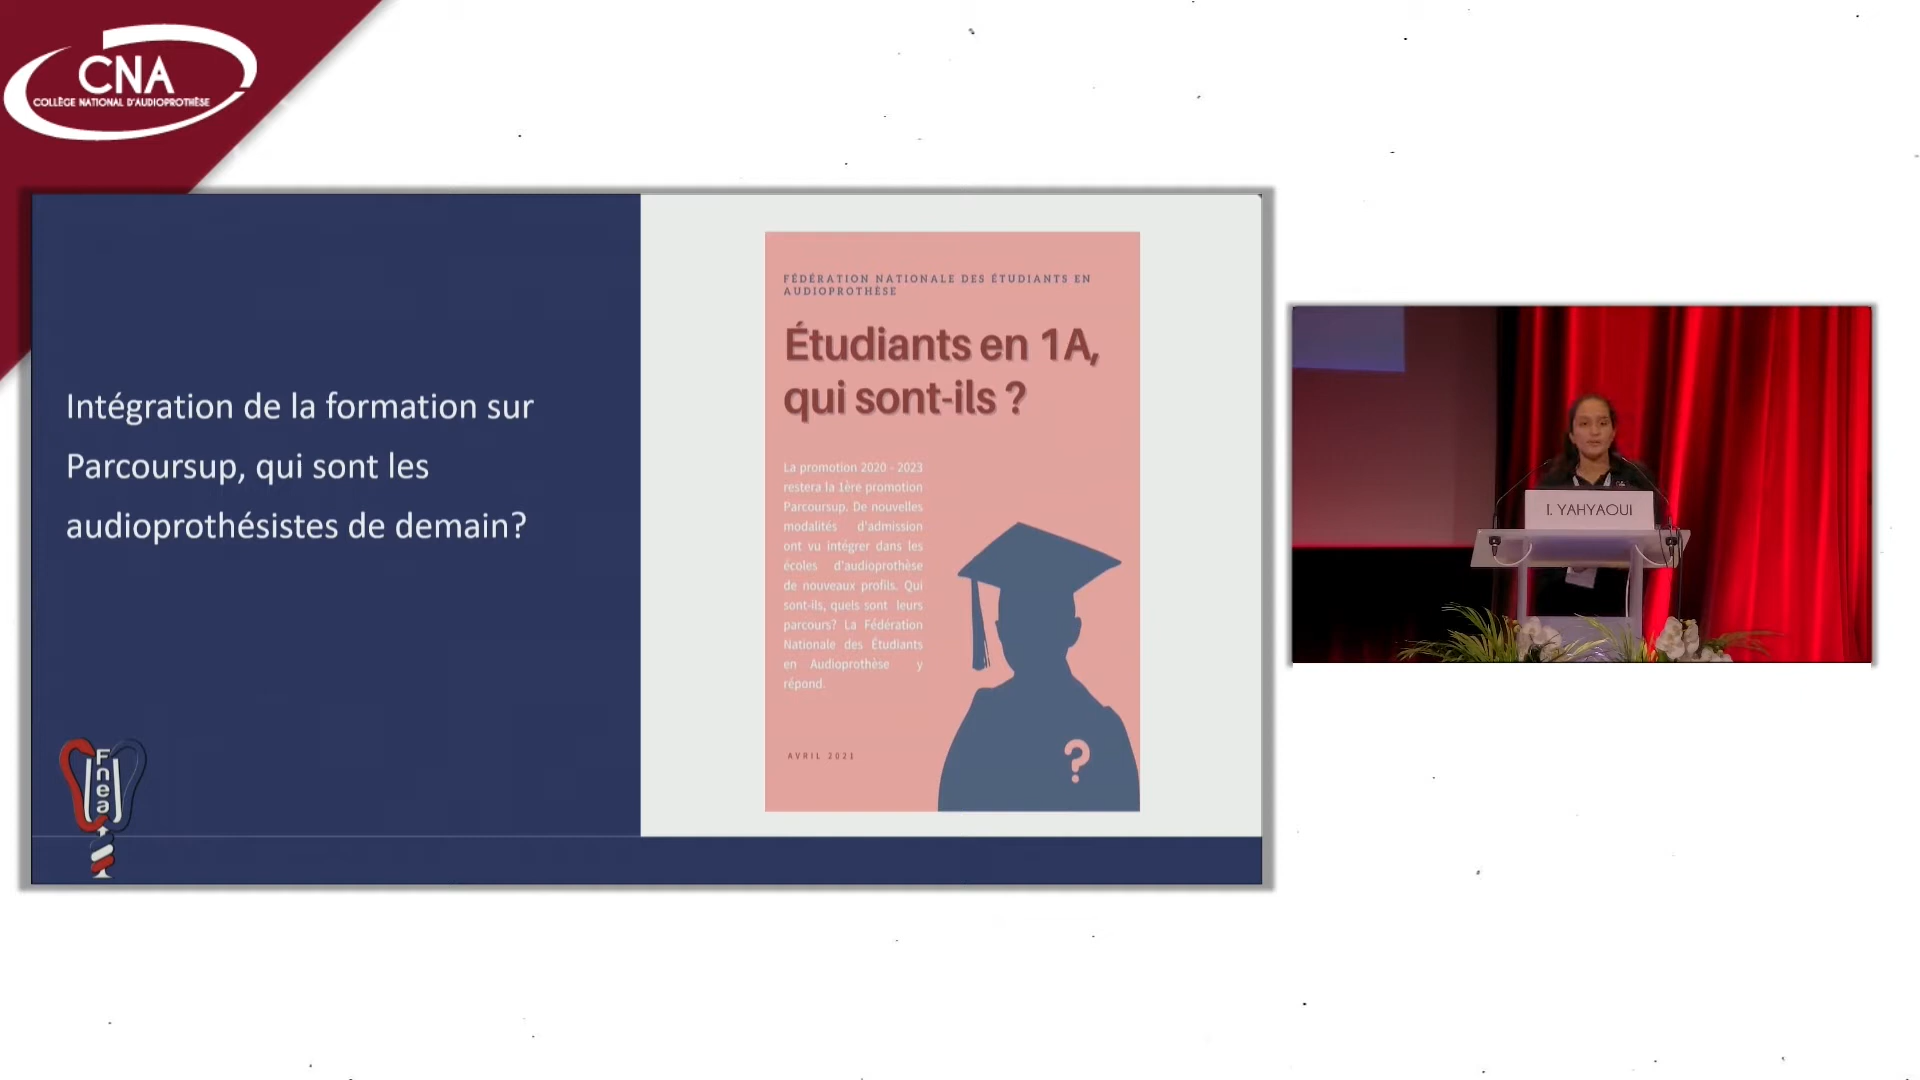 CNA
COLLÈGE NATIONAL D'AUDIOPROTHÈSE
Intégration de la formation sur
Parcoursup, qui sont les
audioprothésistes de demain?
Fnea
FÉDÉRATION NATIONALE DES ÉTUDIANTS EN
AUDIOPROTHÈSE
Étudiants en 1A,
qui sont-ils ?
La promotion 2020 - 2023
restera la 1ère promotion
Parcoursup. De nouvelles
modalités d'admission
ont vu intégrer dans les
écoles d'audioprothèse
de nouveaux profils. Qui
sont-ils, quels sont leurs
parcours? La Fédération
Nationale des Étudiants
en Audioprothèse y
répond.
AVRIL 2021
?
I. YAHYAOUI